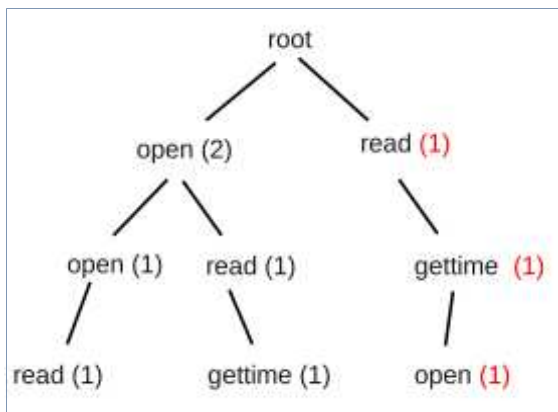 root
open (2)
read (1)
open (1)
read (1)
gettime (1)
read (1)
gettime (1)
open (1)